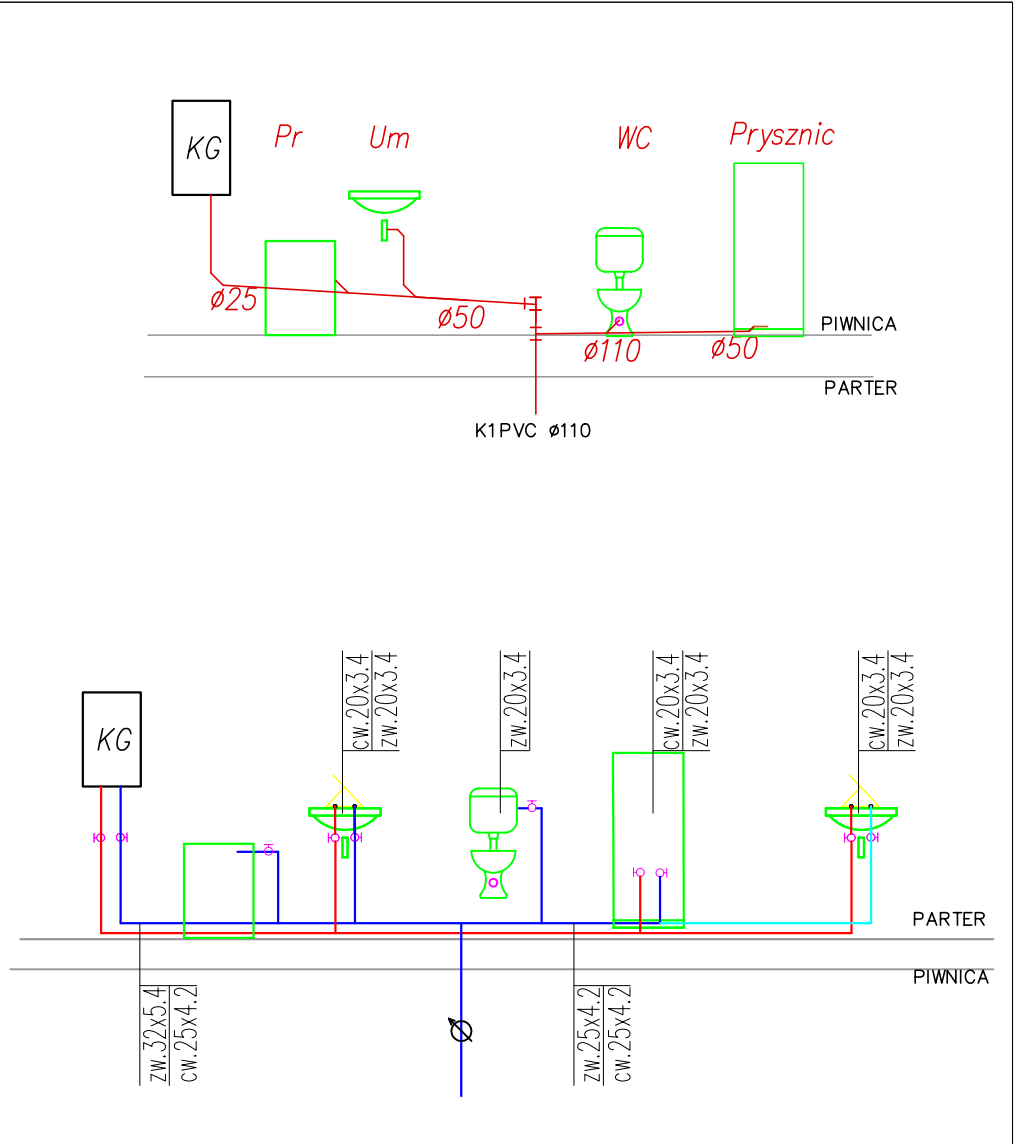 KG
Pr
Um
WC
Prysznic
ø25
ø50
ø110
ø50
PIWNICA
PARTER
K1PVC ø110
cw.20x3.4
zw.20x3.4
zw.20x3.4
cw.20x3.4
zw.20x3.4
cw.20x3.4
zw.20x3.4
KG
PARTER
PIWNICA
zw.32x5.4
cw.25x4.2
zw.25x4.2
cw.25x4.2